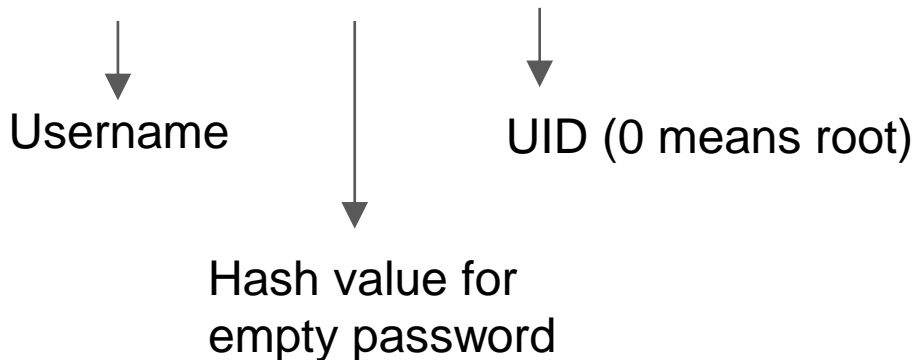 Username
UID (0 means root)
Hash value for
empty password